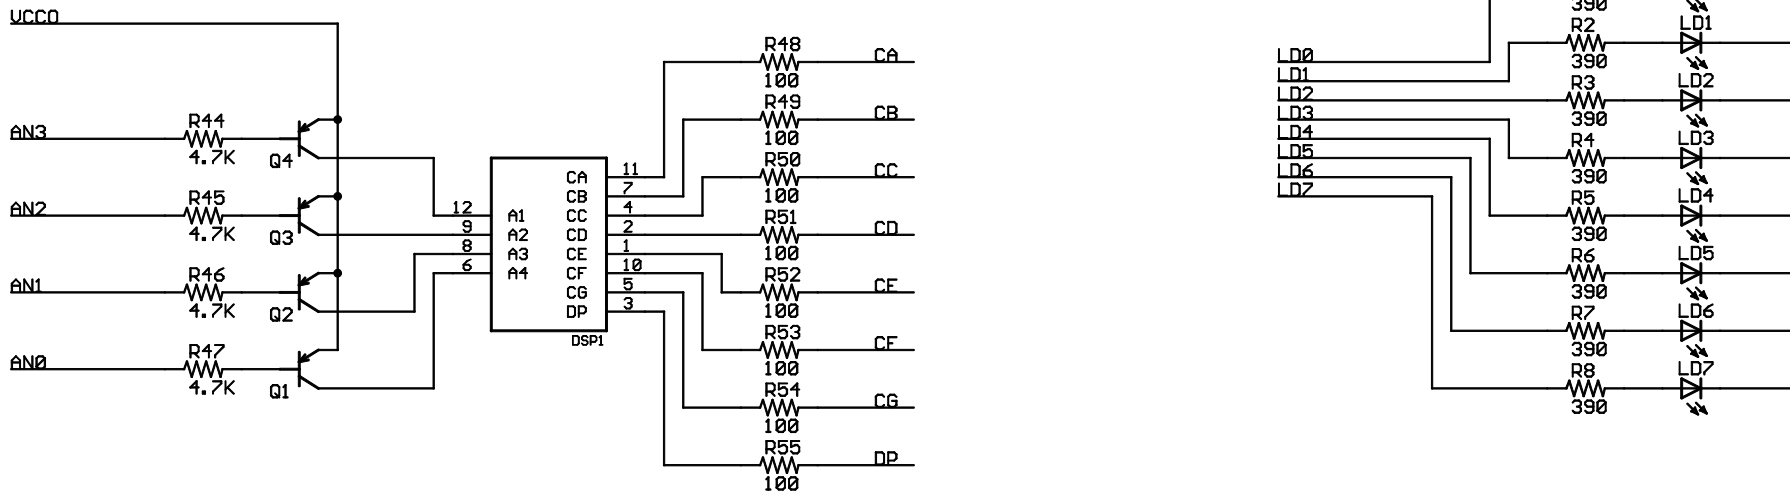 VCCO
AN3
R44
4.7K
Q4
AN2
R45
4.7K
Q3
AN1
R46
4.7K
Q2
AN0
R47
4.7K
Q1
12
9
8
6
A1
A2
A3
A4
CA
CB
CC
CD
CE
CF
CG
DP
DSP1
11
7
4
2
1
10
5
3
R48
100
CA
R49
100
CB
R50
100
CC
R51
100
CD
R52
100
CE
R53
100
CF
R54
100
CG
R55
100
DP
LD0
LD1
LD2
LD3
LD4
LD5
LD6
LD7
390
R2
390
LD1
R3
390
LD2
R4
390
LD3
R5
390
LD4
R6
390
LD5
R7
390
LD6
R8
390
LD7